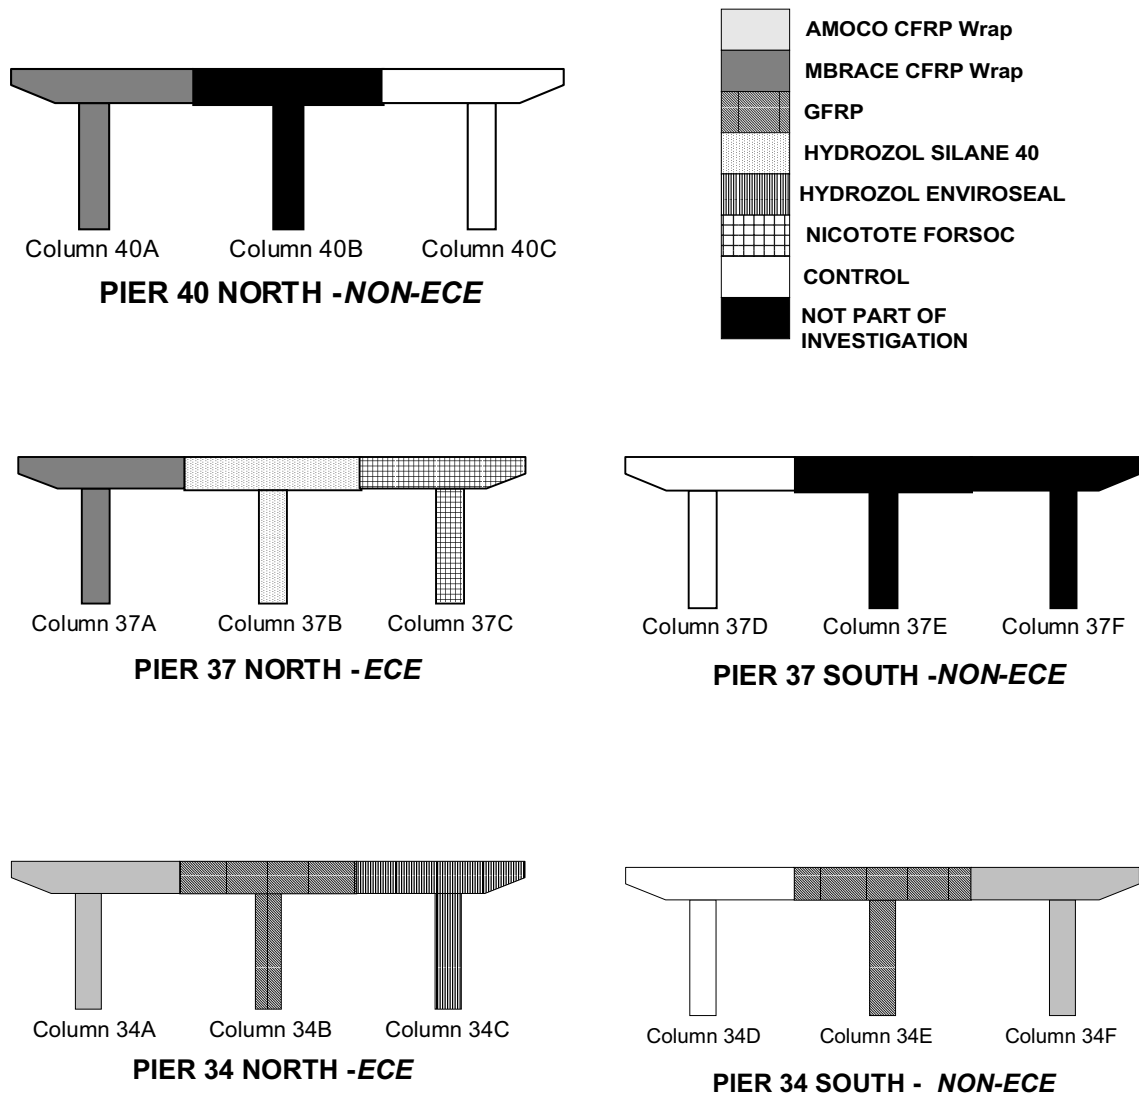 AMOCO CFRP Wrap
MBRACE CFRP Wrap
GFRP
HYDROZOL SILANE 40
HYDROZOL ENVIROSEAL
NICOTOTE FORSOC
CONTROL
NOT PART OF
INVESTIGATION
Column 40A Column 40B Column 40C
PIER 40 NORTH -NON-ECE
Column 37A Column 37B Column 37C
PIER 37 NORTH - ECE
Column 37D Column 37E Column 37F
PIER 37 SOUTH -NON-ECE
Column 34A Column 34B Column 34C
PIER 34 NORTH -ECE
Column 34D Column 34E Column 34F
PIER 34 SOUTH - NON-ECE